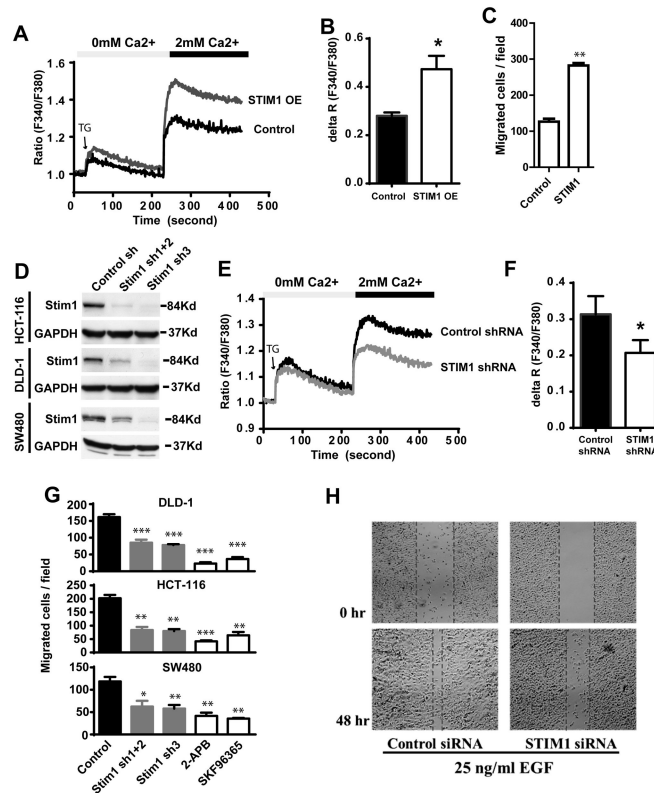 A
0mM Ca2+
2mM Ca2+
1.6
1.4
1.2
1.0
Ratio (F340/F380)
TG
STIM1 OE
Control
0 100 200 300 400 500
Time (second)
B
delta R (F340/F380)
0.6
0.4
0.2
0.0
*
Control STIM1 OE
C
Migrated cells / field
400
300
200
100
0
**
Control
STIM1
D
Control sh
Stim1 sh1+2
Stim1 sh3
HCT-116
Stim1 -84Kd
GAPDH -37Kd
DLD-1
Stim1 -84Kd
GAPDH -37Kd
SW480
Stim1 -84Kd
GAPDH -37Kd
E
0mM Ca2+
2mM Ca2+
1.4
1.3
1.2
1.1
1.0
Ratio (F340/F380)
TG
Control shRNA
STIM1 shRNA
0 100 200 300 400 500
Time (second)
F
delta R (F340/F380)
0.4
0.3
0.2
0.1
0.0
*
Control shRNA
STIM1 shRNA
G
Migrated cells / field
DLD-1
200
150
100
50
0
*** *** *** ***
HCT-116
250
200
150
100
50
0
** ** *** **
SW480
200
150
100
50
0
* ** ** **
Control
Stim1 sh1+2
Stim1 sh3
2-APB
SKF96365
H
0 hr
48 hr
Control siRNA STIM1 siRNA
25 ng/ml EGF